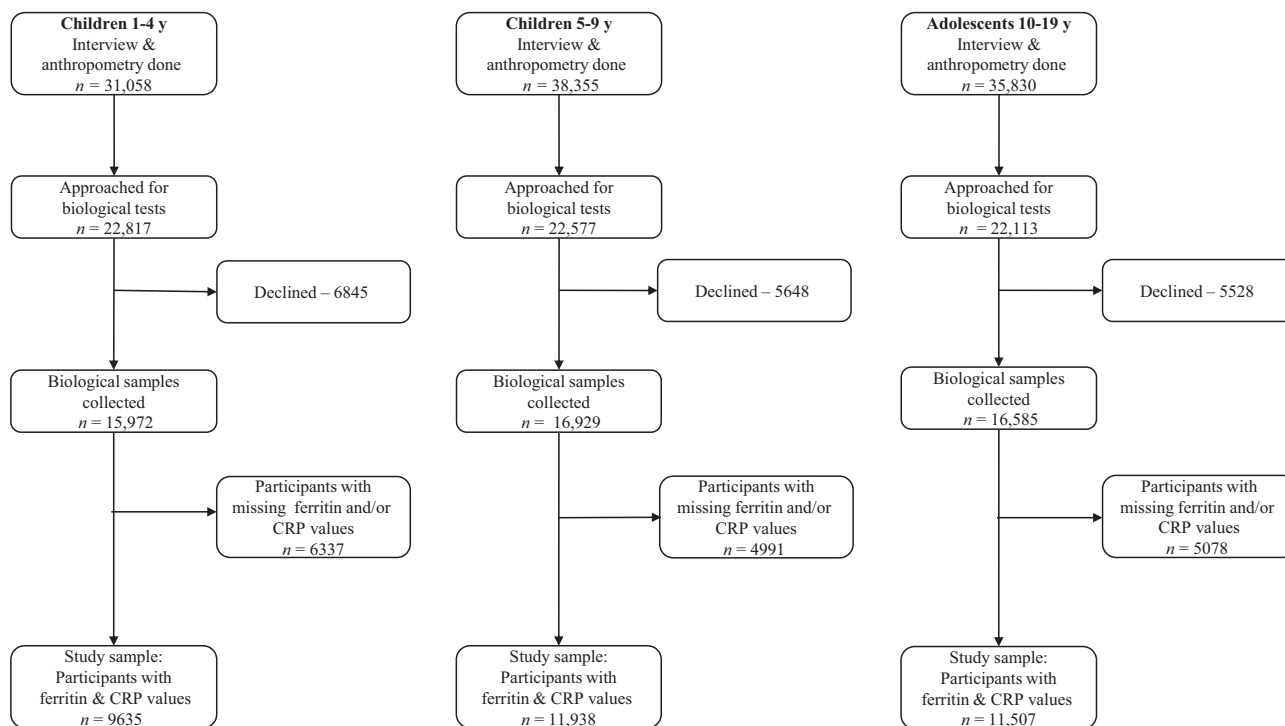 Children 1-4 y
Interview &
anthropometry done
n = 31,058
Approached for
biological tests
n = 22,817
Declined – 6845
Biological samples
collected
n = 15,972
Participants with
missing ferritin and/or
CRP values
n = 6337
Study sample:
Participants with
ferritin & CRP values
n = 9635
Children 5-9 y
Interview &
anthropometry done
n = 38,355
Approached for
biological tests
n = 22,577
Declined – 5648
Biological samples
collected
n = 16,929
Participants with
missing ferritin and/or
CRP values
n = 4991
Study sample:
Participants with
ferritin & CRP values
n = 11,938
Adolescents 10-19 y
Interview &
anthropometry done
n = 35,830
Approached for
biological tests
n = 22,113
Declined – 5528
Biological samples
collected
n = 16,585
Participants with
missing ferritin and/or
CRP values
n = 5078
Study sample:
Participants with
ferritin & CRP values
n = 11,507